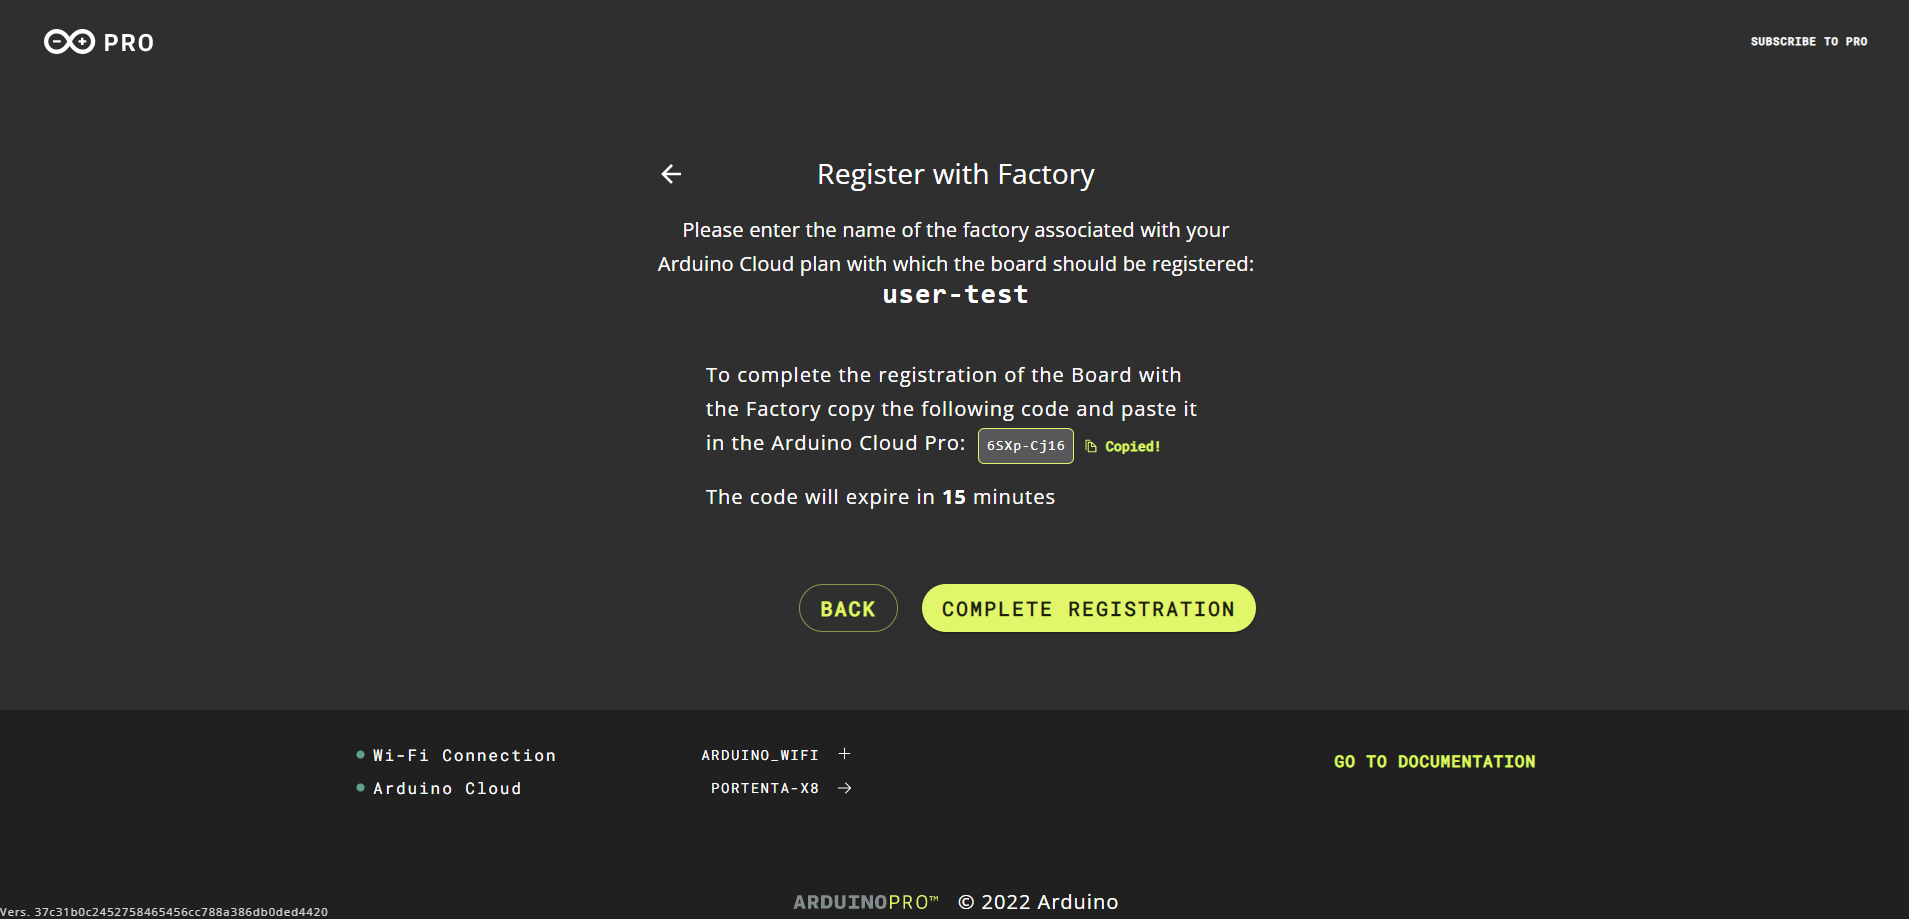 PRO
SUBSCRIBE TO PRO
Register with Factory
Please enter the name of the factory associated with your
Arduino Cloud plan with which the board should be registered:
user-test
To complete the registration of the Board with
the Factory copy the following code and paste it
in the Arduino Cloud Pro: 6SXp-Cj16 Copied!
The code will expire in 15 minutes
BACK COMPLETE REGISTRATION
Wi-Fi Connection ARDUINO_WIFI
Arduino Cloud PORTENTA-X8
GO TO DOCUMENTATION
ARDUINOPRO™ © 2022 Arduino
Vers. 37c31b0c2452758465456cc788a386db0ded4420